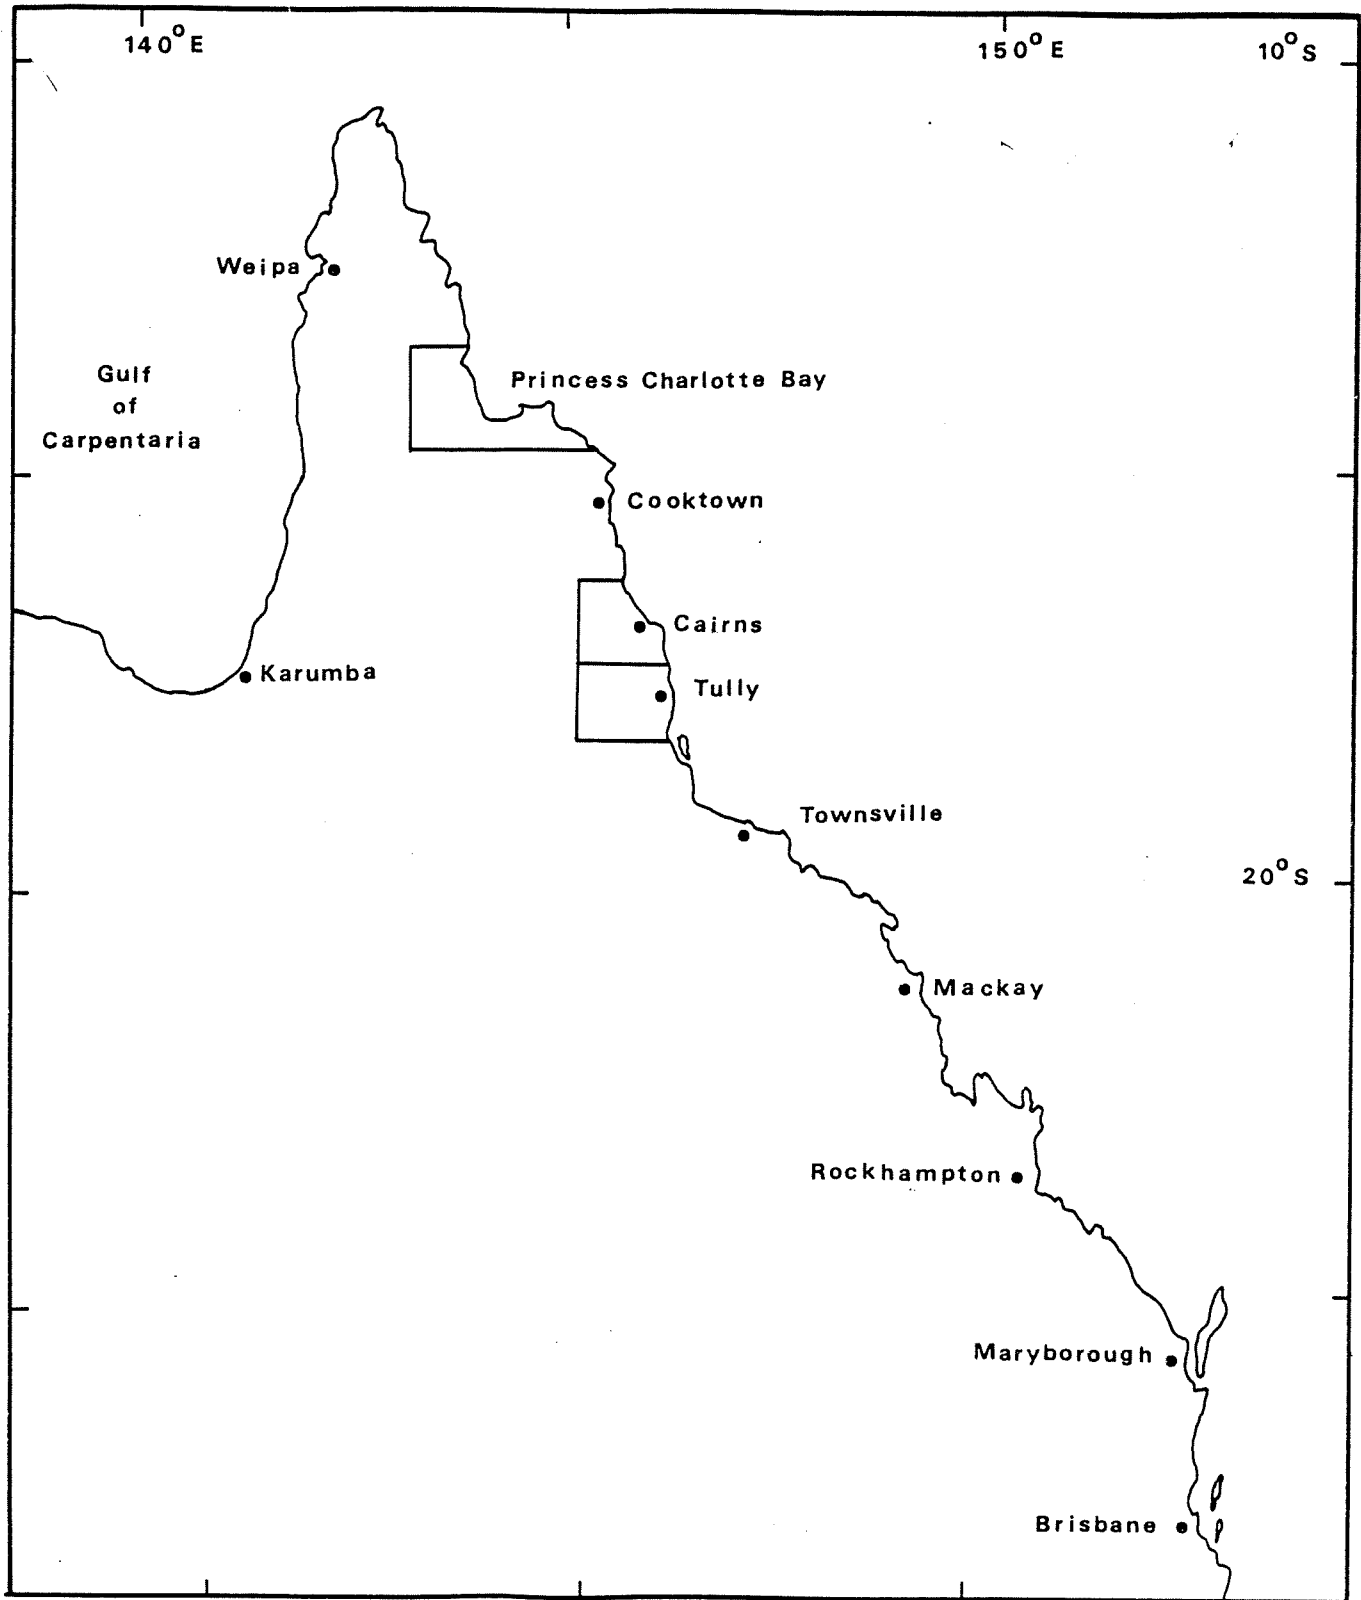 140°E
150°E
10°S
Weipa
Gulf
of
Carpentaria
Princess Charlotte Bay
Cooktown
Cairns
Karumba
Tully
Townsville
20°S
Mackay
Rockhampton
Maryborough
Brisbane